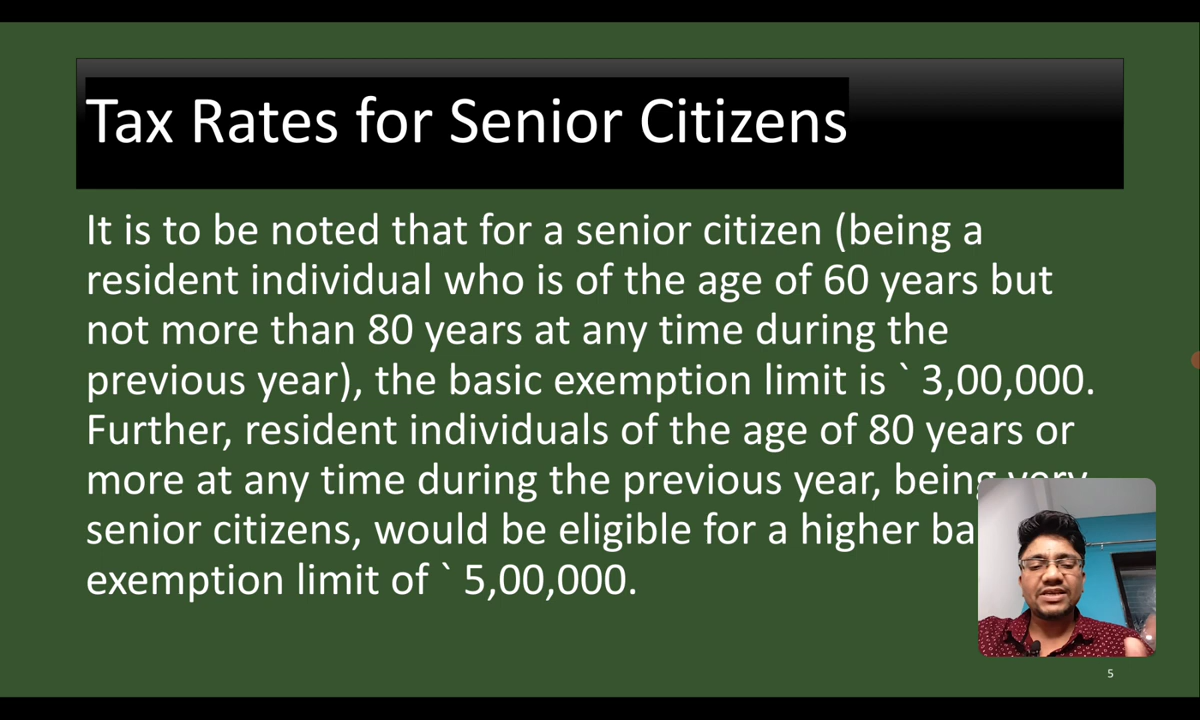 Tax Rates for Senior Citizens
It is to be noted that for a senior citizen (being a
resident individual who is of the age of 60 years but
not more than 80 years at any time during the
previous year), the basic exemption limit is ` 3,00,000.
Further, resident individuals of the age of 80 years or
more at any time during the previous year, being very
senior citizens, would be eligible for a higher ba
exemption limit of ` 5,00,000.
5